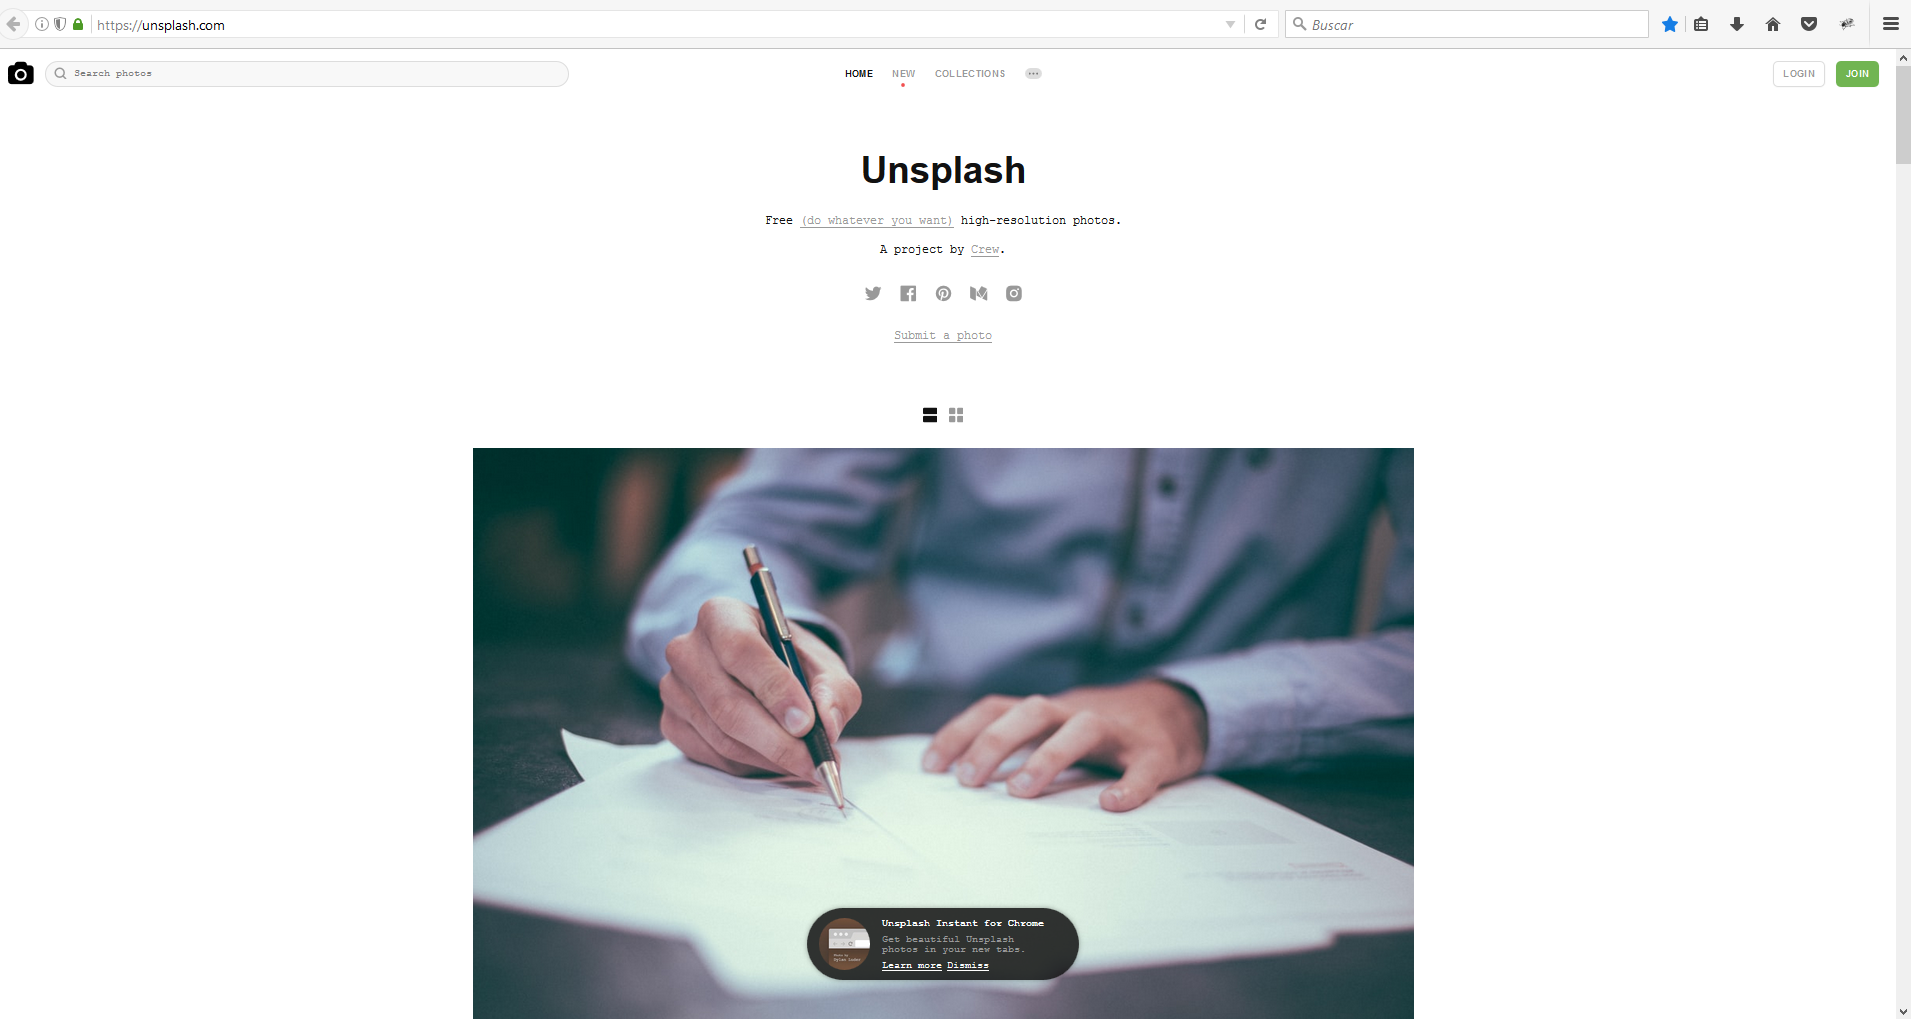 https://unsplash.com
Buscar
Search photos
HOME NEW COLLECTIONS
LOGIN JOIN
Unsplash
Free (do whatever you want) high-resolution photos.
A project by Crew.
Submit a photo
Unsplash Instant for Chrome
Get beautiful Unsplash
photos in your new tabs.
Learn more Dismiss